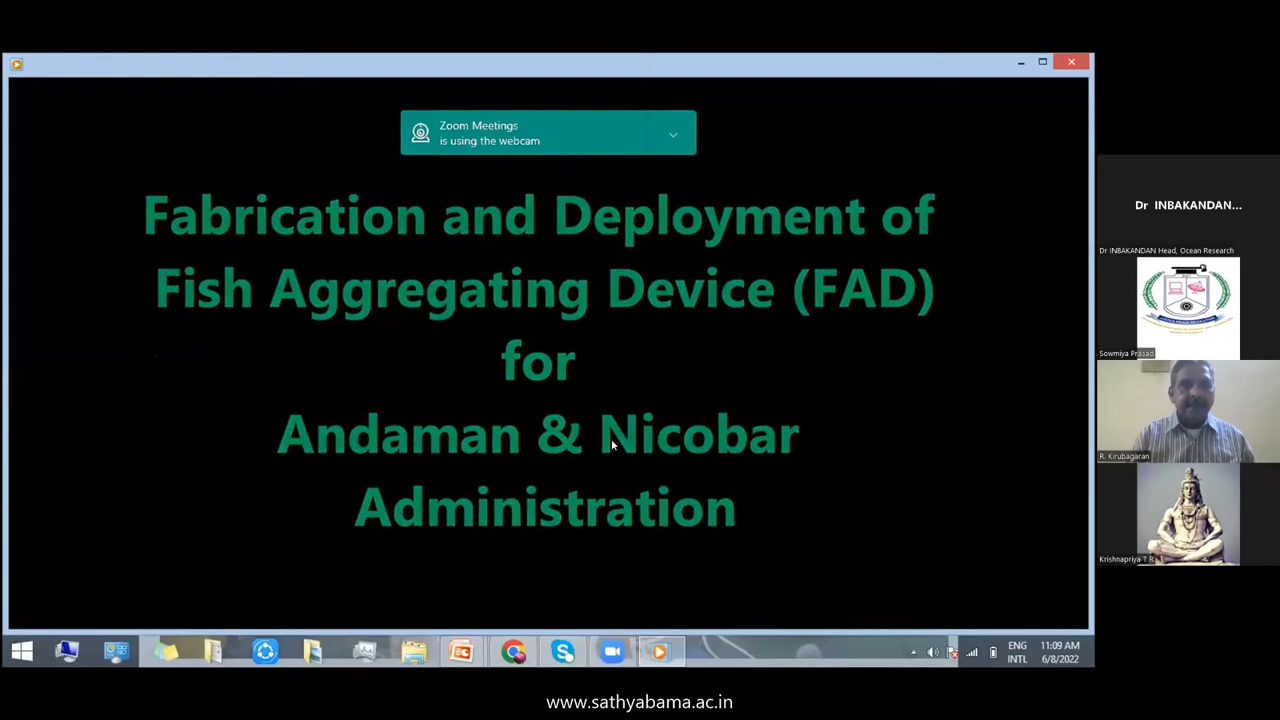 Zoom Meetings
is using the webcam
Fabrication and Deployment of
Fish Aggregating Device (FAD)
for
Andaman & Nicobar
Administration
Dr INBAKANDAN...
Dr INBAKANDAN Head, Ocean Research
Sowmiya Prasad
R. Kirubagaran
Krishnapriya T R
ENG
INTL
11:09 AM
6/8/2022
www.sathyabama.ac.in